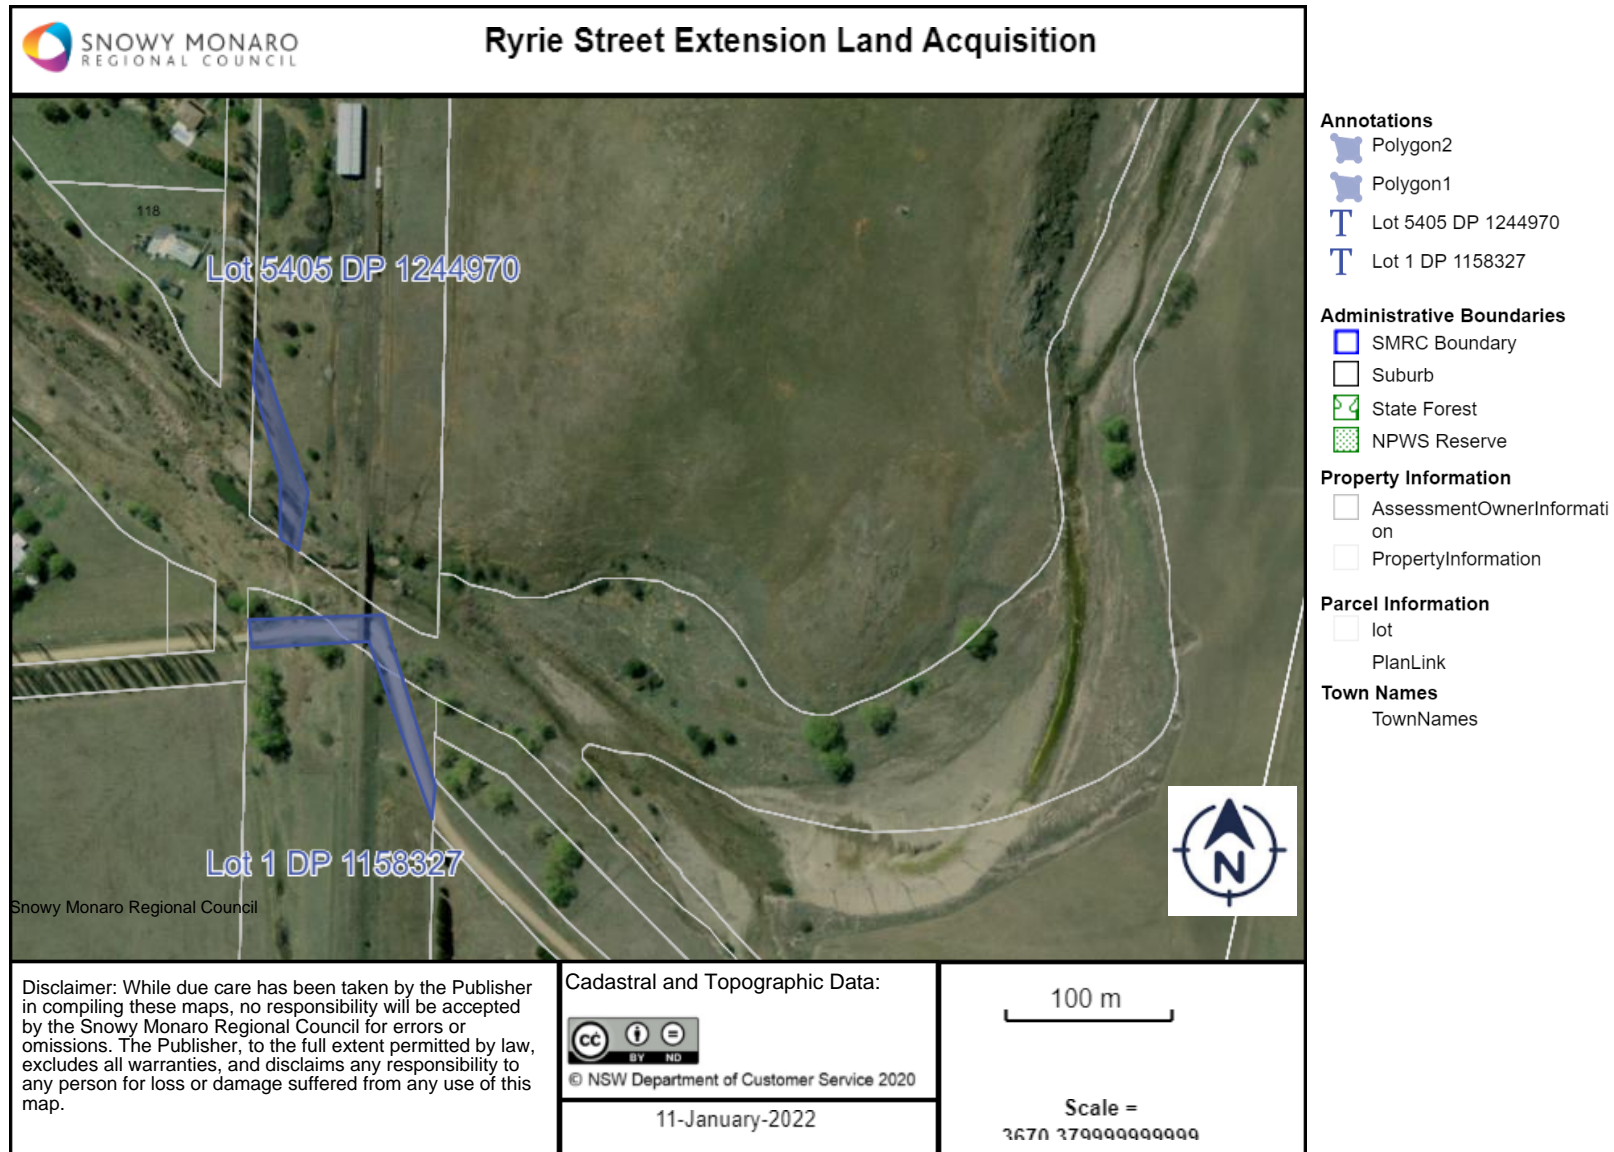 SNOWY MONARO
REGIONAL COUNCIL
Ryrie Street Extension Land Acquisition
118
Lot 5405 DP 1244970
Lot 1 DP 1158327
Snowy Monaro Regional Council
N
Annotations
Polygon2
Polygon1
T Lot 5405 DP 1244970
T Lot 1 DP 1158327
Administrative Boundaries
SMRC Boundary
Suburb
State Forest
NPWS Reserve
Property Information
AssessmentOwnerInformati
on
PropertyInformation
Parcel Information
lot
PlanLink
Town Names
TownNames
Disclaimer: While due care has been taken by the Publisher
in compiling these maps, no responsibility will be accepted
by the Snowy Monaro Regional Council for errors or
omissions. The Publisher, to the full extent permitted by law,
excludes all warranties, and disclaims any responsibility to
any person for loss or damage suffered from any use of this
map.
Cadastral and Topographic Data:
cc
BY ND
© NSW Department of Customer Service 2020
11-January-2022
100 m
Scale =
3670.379999999999